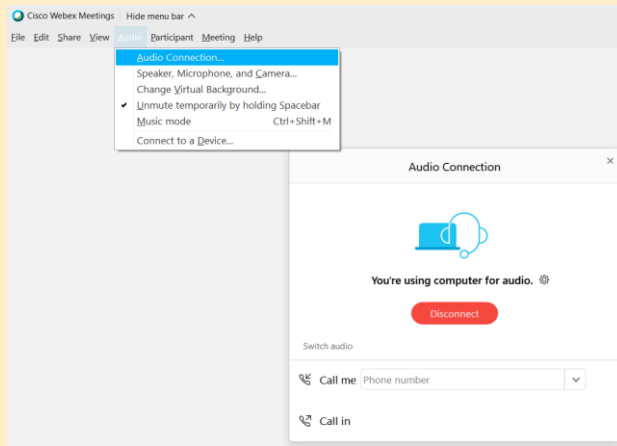 Cisco Webex Meetings Hide menu bar
File Edit Share View Audio Participant Meeting Help
Audio Connection...
Speaker, Microphone, and Camera...
Change Virtual Background...
Unmute temporarily by holding Spacebar
Music mode Ctrl+Shift+M
Connect to a Device...
Audio Connection
You're using computer for audio.
Disconnect
Switch audio
Call me Phone number
Call in